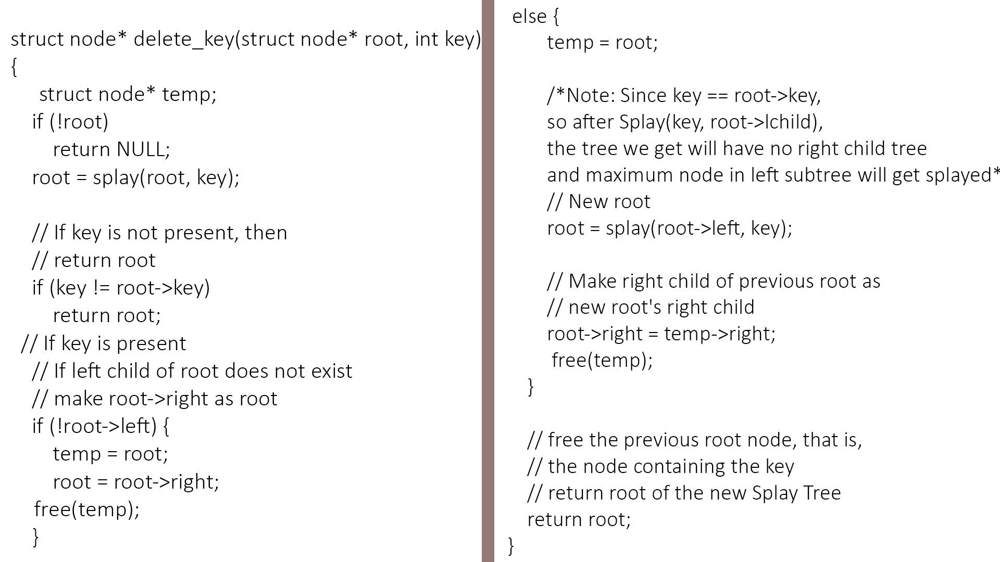 struct node* delete_key(struct node* root, int key)
{
struct node* temp;
if (!root)
return NULL;
root = splay(root, key);
// If key is not present, then
// return root
if (key != root->key)
return root;
// If key is present
// If left child of root does not exist
// make root->right as root
if (!root->left) {
temp = root;
root = root->right;
free(temp);
}
else {
temp = root;
/*Note: Since key == root->key,
so after Splay(key, root->lchild),
the tree we get will have no right child tree
and maximum node in left subtree will get splayed*
// New root
root = splay(root->left, key);
// Make right child of previous root as
// new root's right child
root->right = temp->right;
free(temp);
}
// free the previous root node, that is,
// the node containing the key
// return root of the new Splay Tree
return root;
}